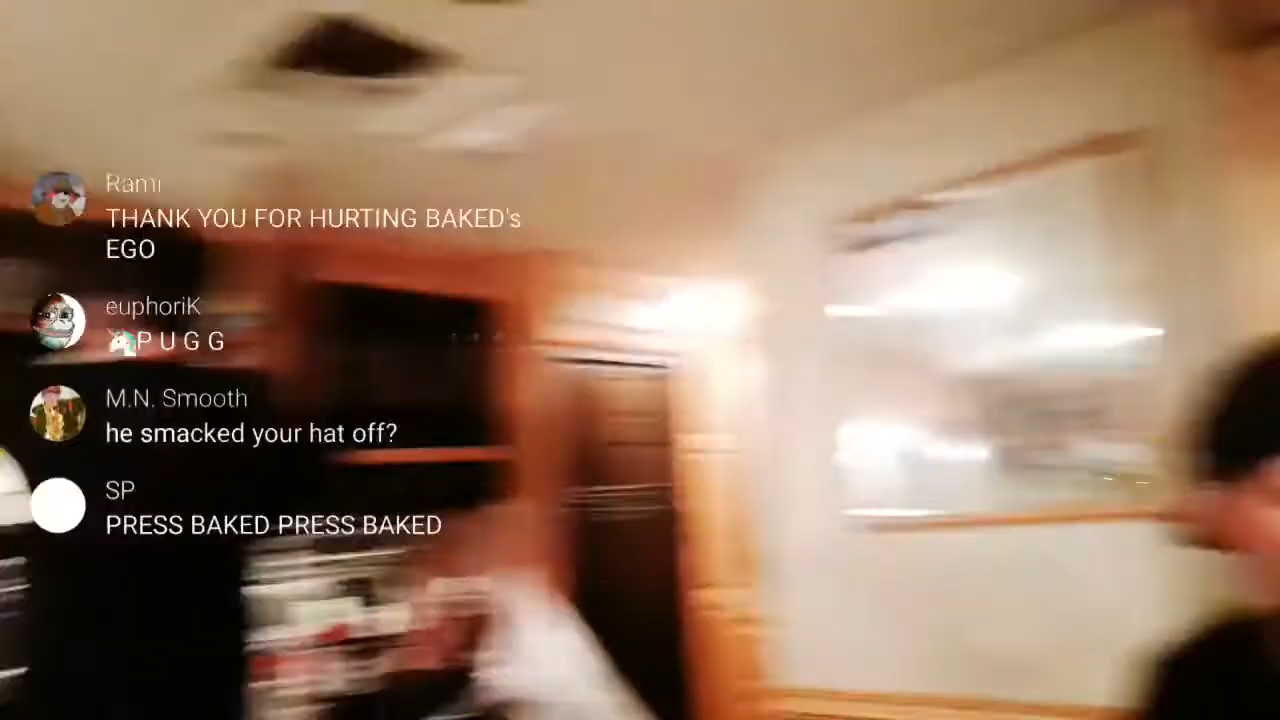 Rami
THANK YOU FOR HURTING BAKED's
EGO
euphoriK
P U G G
M.N. Smooth
he smacked your hat off?
SP
PRESS BAKED PRESS BAKED